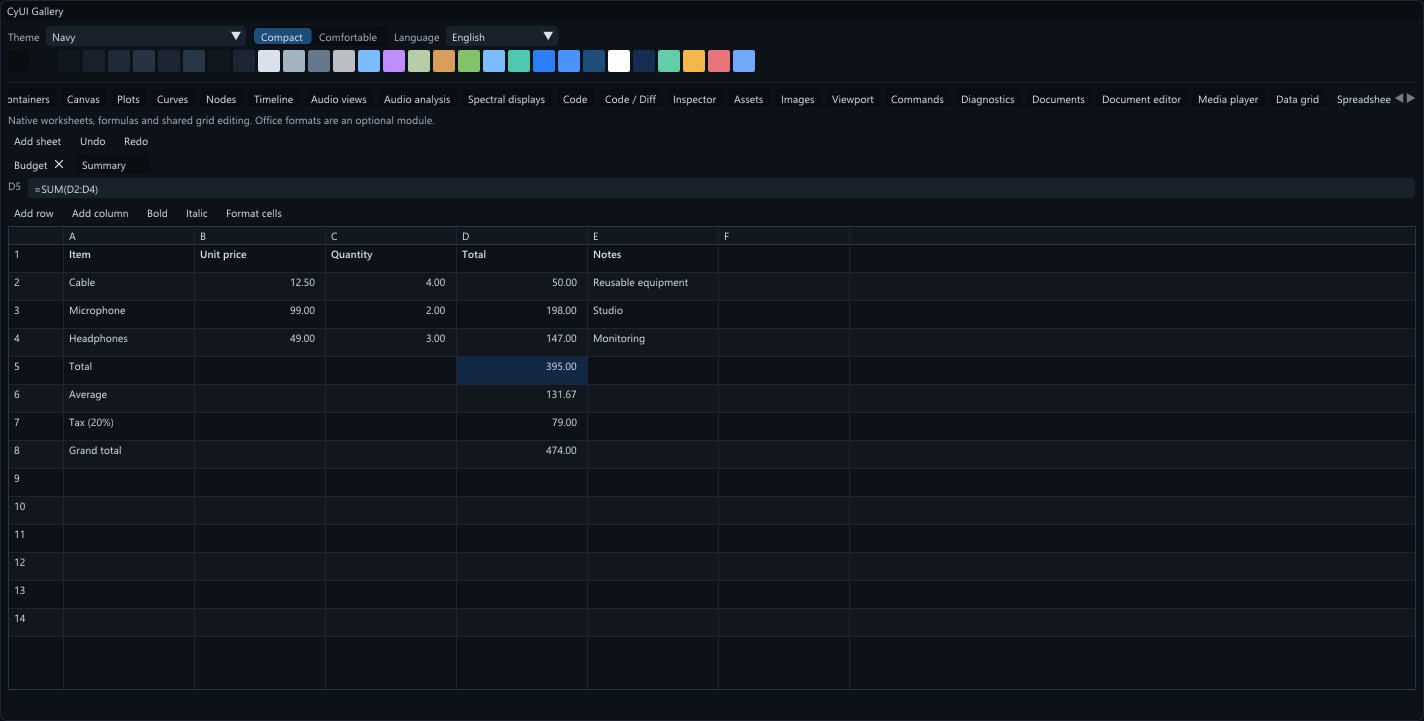 CyUI Gallery
Theme Navy Compact Comfortable Language English
ontainers Canvas Plots Curves Nodes Timeline Audio views Audio analysis Spectral displays Code Code / Diff Inspector Assets Images Viewport Commands Diagnostics Documents Document editor Media player Data grid Spreadshee
Native worksheets, formulas and shared grid editing. Office formats are an optional module.
Add sheet Undo Redo
Budget Summary
D5 =SUM(D2:D4)
Add row Add column Bold Italic Format cells
A B C D E F
1 Item Unit price Quantity Total Notes
2 Cable 12.50 4.00 50.00 Reusable equipment
3 Microphone 99.00 2.00 198.00 Studio
4 Headphones 49.00 3.00 147.00 Monitoring
5 Total 395.00
6 Average 131.67
7 Tax (20%) 79.00
8 Grand total 474.00
9
10
11
12
13
14